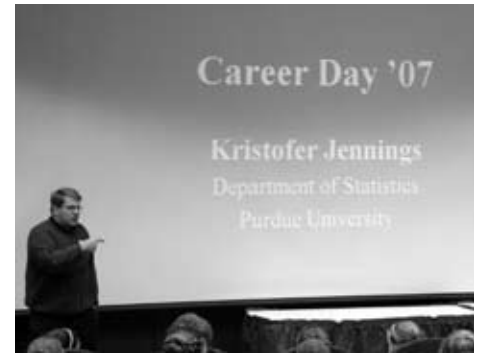 Career Day '07
Kristofer Jennings
Department of Statistics
Purdue University